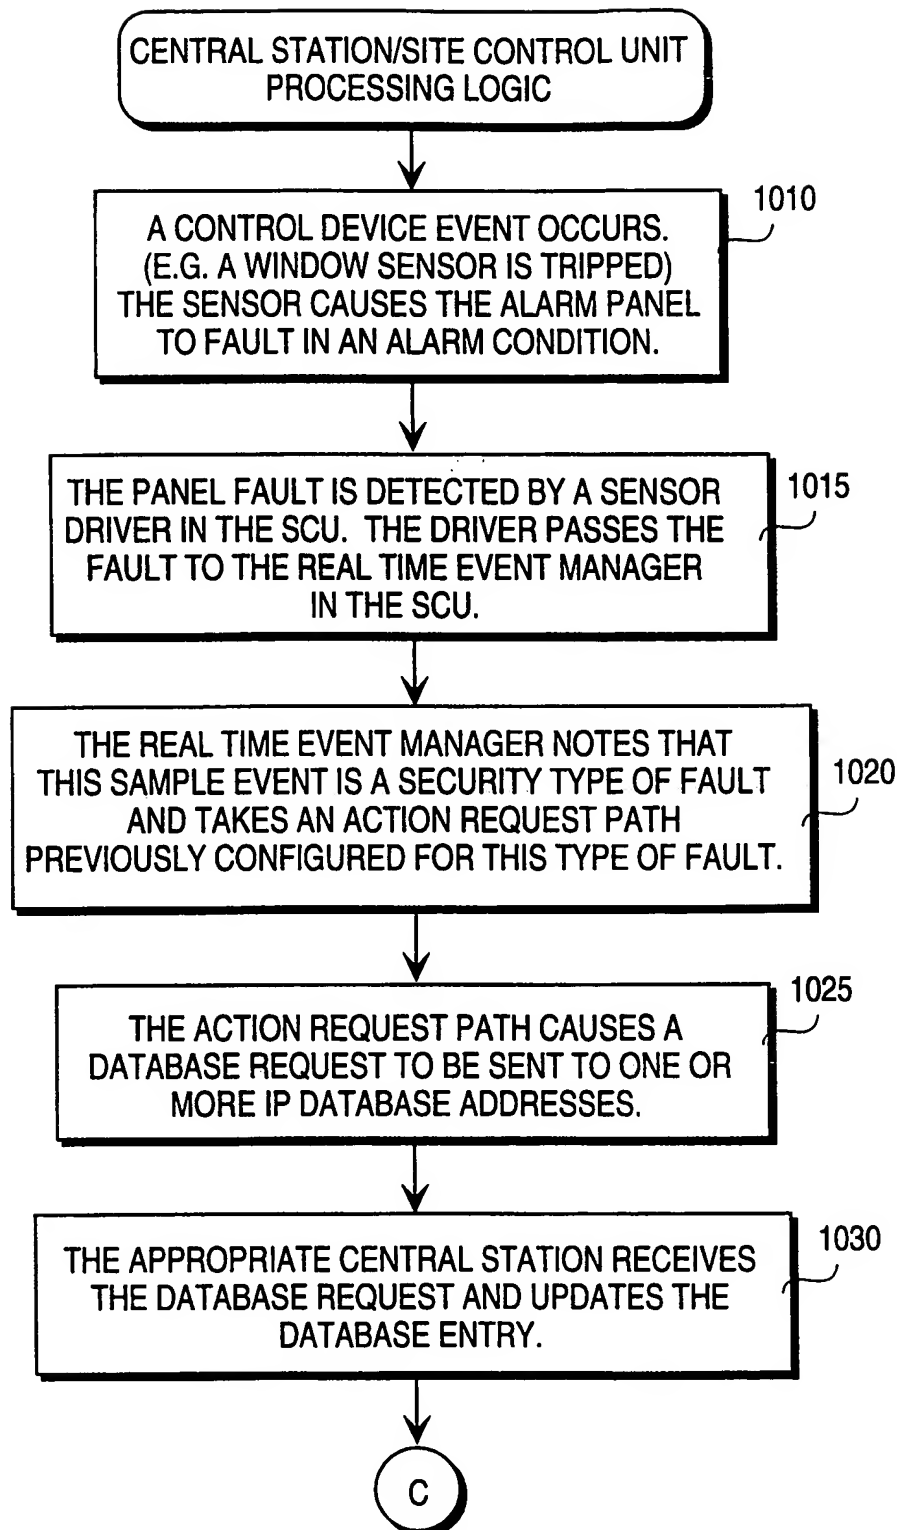 CENTRAL STATION/SITE CONTROL UNIT
PROCESSING LOGIC
1010
A CONTROL DEVICE EVENT OCCURS.
(E.G. A WINDOW SENSOR IS TRIPPED)
THE SENSOR CAUSES THE ALARM PANEL
TO FAULT IN AN ALARM CONDITION.
1015
THE PANEL FAULT IS DETECTED BY A SENSOR
DRIVER IN THE SCU. THE DRIVER PASSES THE
FAULT TO THE REAL TIME EVENT MANAGER
IN THE SCU.
1020
THE REAL TIME EVENT MANAGER NOTES THAT
THIS SAMPLE EVENT IS A SECURITY TYPE OF FAULT
AND TAKES AN ACTION REQUEST PATH
PREVIOUSLY CONFIGURED FOR THIS TYPE OF FAULT.
1025
THE ACTION REQUEST PATH CAUSES A
DATABASE REQUEST TO BE SENT TO ONE OR
MORE IP DATABASE ADDRESSES.
1030
THE APPROPRIATE CENTRAL STATION RECEIVES
THE DATABASE REQUEST AND UPDATES THE
DATABASE ENTRY.
C